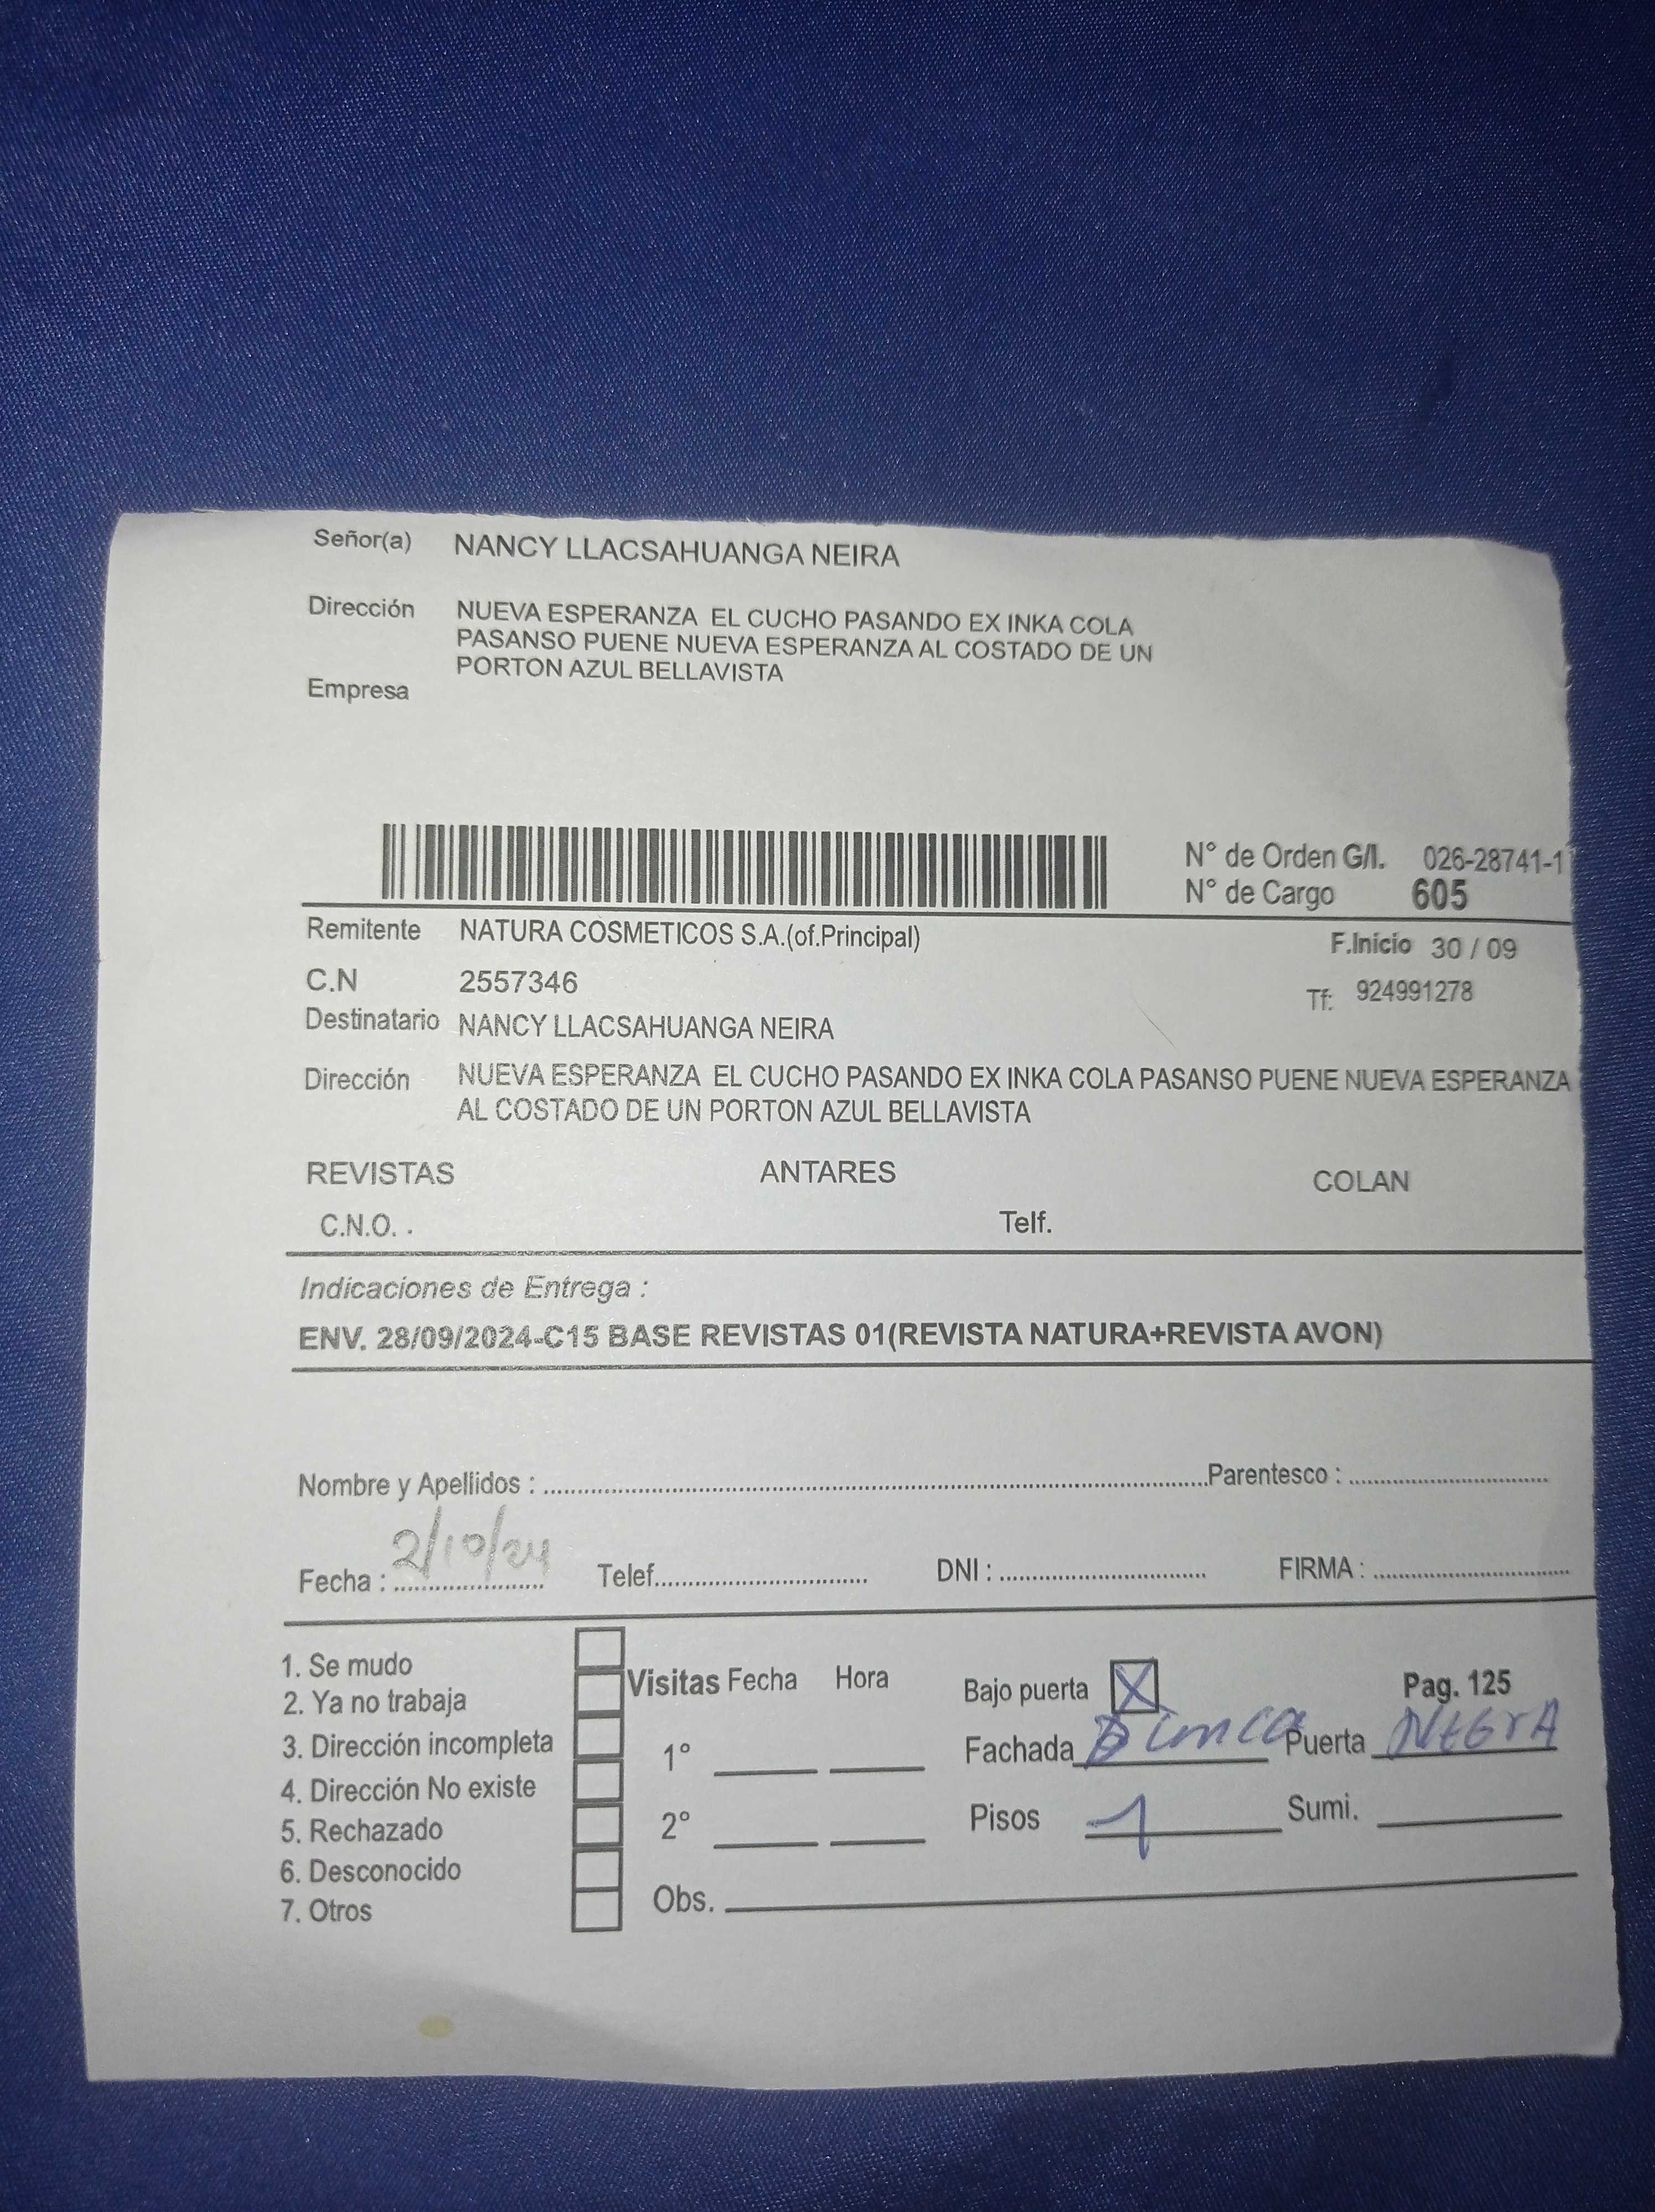 Señor(a) NANCY LLACSAHUANGA NEIRA
Dirección NUEVA ESPERANZA EL CUCHO PASANDO EX INKA COLA
PASANSO PUENE NUEVA ESPERANZA AL COSTADO DE UN
PORTON AZUL BELLAVISTA
Empresa
N° de Orden G/I. 026-28741-1
N° de Cargo 605
Remitente NATURA COSMETICOS S.A.(of.Principal) F.Inicio 30 / 09
C.N 2557346 Tf: 924991278
Destinatario NANCY LLACSAHUANGA NEIRA
Dirección NUEVA ESPERANZA EL CUCHO PASANDO EX INKA COLA PASANSO PUENE NUEVA ESPERANZA
AL COSTADO DE UN PORTON AZUL BELLAVISTA
REVISTAS ANTARES COLAN
C.N.O. . Telf.
Indicaciones de Entrega :
ENV. 28/09/2024-C15 BASE REVISTAS 01(REVISTA NATURA+REVISTA AVON)
Nombre y Apellidos : Parentesco :
Fecha : 2/10/24 Telef. DNI : FIRMA :
1. Se mudo
2. Ya no trabaja
3. Dirección incompleta
4. Dirección No existe
5. Rechazado
6. Desconocido
7. Otros
Visitas Fecha Hora
1°
2°
Obs.
Bajo puerta X Pag. 125
Fachada Blanca Puerta NEGrA
Pisos 1 Sumi.